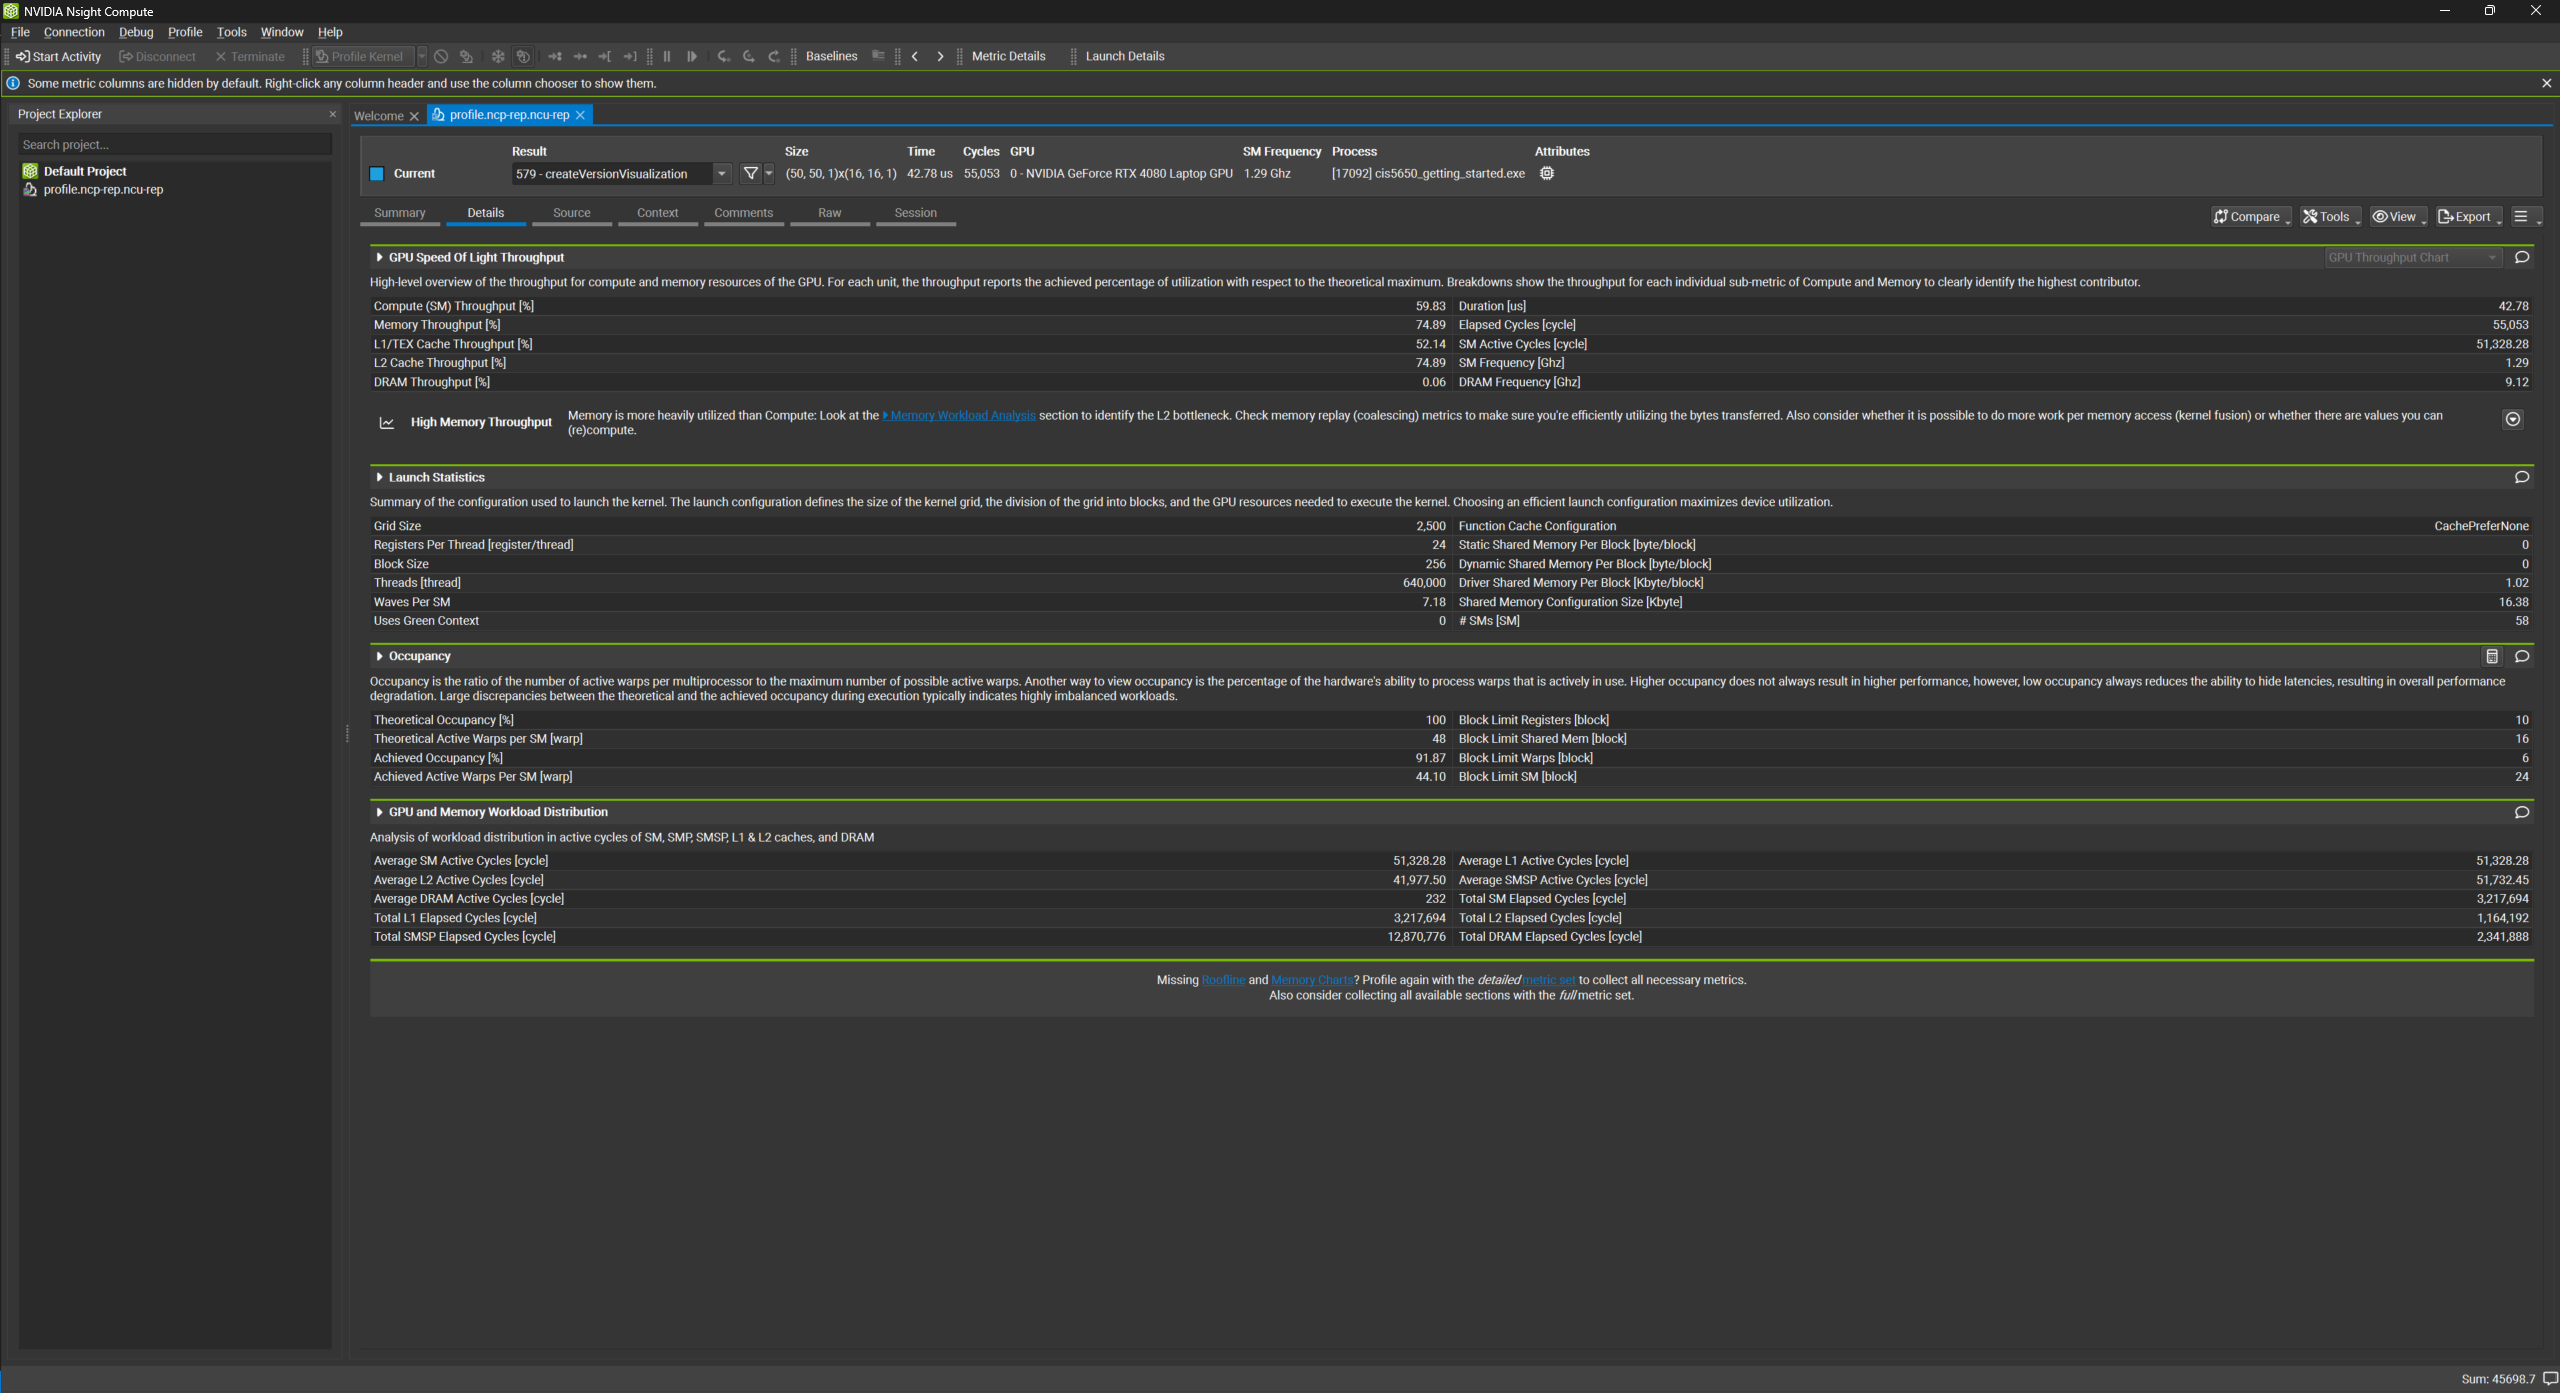 NVIDIA Nsight Compute
File Connection Debug Profile Tools Window Help
Start Activity Disconnect Terminate Profile Kernel Baselines Metric Details Launch Details
Some metric columns are hidden by default. Right-click any column header and use the column chooser to show them.
Project Explorer
Search project...
Default Project
profile.ncp-rep.ncu-rep
Welcome profile.ncp-rep.ncu-rep
Result Size Time Cycles GPU SM Frequency Process Attributes
Current 579 - createVersionVisualization (50, 50, 1)x(16, 16, 1) 42.78 us 55,053 0 - NVIDIA GeForce RTX 4080 Laptop GPU 1.29 Ghz [17092] cis5650_getting_started.exe
Summary Details Source Context Comments Raw Session
Compare Tools View Export
GPU Speed Of Light Throughput GPU Throughput Chart
High-level overview of the throughput for compute and memory resources of the GPU. For each unit, the throughput reports the achieved percentage of utilization with respect to the theoretical maximum. Breakdowns show the throughput for each individual sub-metric of Compute and Memory to clearly identify the highest contributor.
Compute (SM) Throughput [%] 59.83 Duration [us] 42.78
Memory Throughput [%] 74.89 Elapsed Cycles [cycle] 55,053
L1/TEX Cache Throughput [%] 52.14 SM Active Cycles [cycle] 51,328.28
L2 Cache Throughput [%] 74.89 SM Frequency [Ghz] 1.29
DRAM Throughput [%] 0.06 DRAM Frequency [Ghz] 9.12
High Memory Throughput Memory is more heavily utilized than Compute: Look at the Memory Workload Analysis section to identify the L2 bottleneck. Check memory replay (coalescing) metrics to make sure you're efficiently utilizing the bytes transferred. Also consider whether it is possible to do more work per memory access (kernel fusion) or whether there are values you can
(re)compute.
Launch Statistics
Summary of the configuration used to launch the kernel. The launch configuration defines the size of the kernel grid, the division of the grid into blocks, and the GPU resources needed to execute the kernel. Choosing an efficient launch configuration maximizes device utilization.
Grid Size 2,500 Function Cache Configuration CachePreferNone
Registers Per Thread [register/thread] 24 Static Shared Memory Per Block [byte/block] 0
Block Size 256 Dynamic Shared Memory Per Block [byte/block] 0
Threads [thread] 640,000 Driver Shared Memory Per Block [Kbyte/block] 1.02
Waves Per SM 7.18 Shared Memory Configuration Size [Kbyte] 16.38
Uses Green Context 0 # SMs [SM] 58
Occupancy
Occupancy is the ratio of the number of active warps per multiprocessor to the maximum number of possible active warps. Another way to view occupancy is the percentage of the hardware's ability to process warps that is actively in use. Higher occupancy does not always result in higher performance, however, low occupancy always reduces the ability to hide latencies, resulting in overall performance
degradation. Large discrepancies between the theoretical and the achieved occupancy during execution typically indicates highly imbalanced workloads.
Theoretical Occupancy [%] 100 Block Limit Registers [block] 10
Theoretical Active Warps per SM [warp] 48 Block Limit Shared Mem [block] 16
Achieved Occupancy [%] 91.87 Block Limit Warps [block] 6
Achieved Active Warps Per SM [warp] 44.10 Block Limit SM [block] 24
GPU and Memory Workload Distribution
Analysis of workload distribution in active cycles of SM, SMP, SMSP, L1 & L2 caches, and DRAM
Average SM Active Cycles [cycle] 51,328.28 Average L1 Active Cycles [cycle] 51,328.28
Average L2 Active Cycles [cycle] 41,977.50 Average SMSP Active Cycles [cycle] 51,732.45
Average DRAM Active Cycles [cycle] 232 Total SM Elapsed Cycles [cycle] 3,217,694
Total L1 Elapsed Cycles [cycle] 3,217,694 Total L2 Elapsed Cycles [cycle] 1,164,192
Total SMSP Elapsed Cycles [cycle] 12,870,776 Total DRAM Elapsed Cycles [cycle] 2,341,888
Missing Roofline and Memory Charts? Profile again with the detailed metric set to collect all necessary metrics.
Also consider collecting all available sections with the full metric set.
Sum: 45698.7